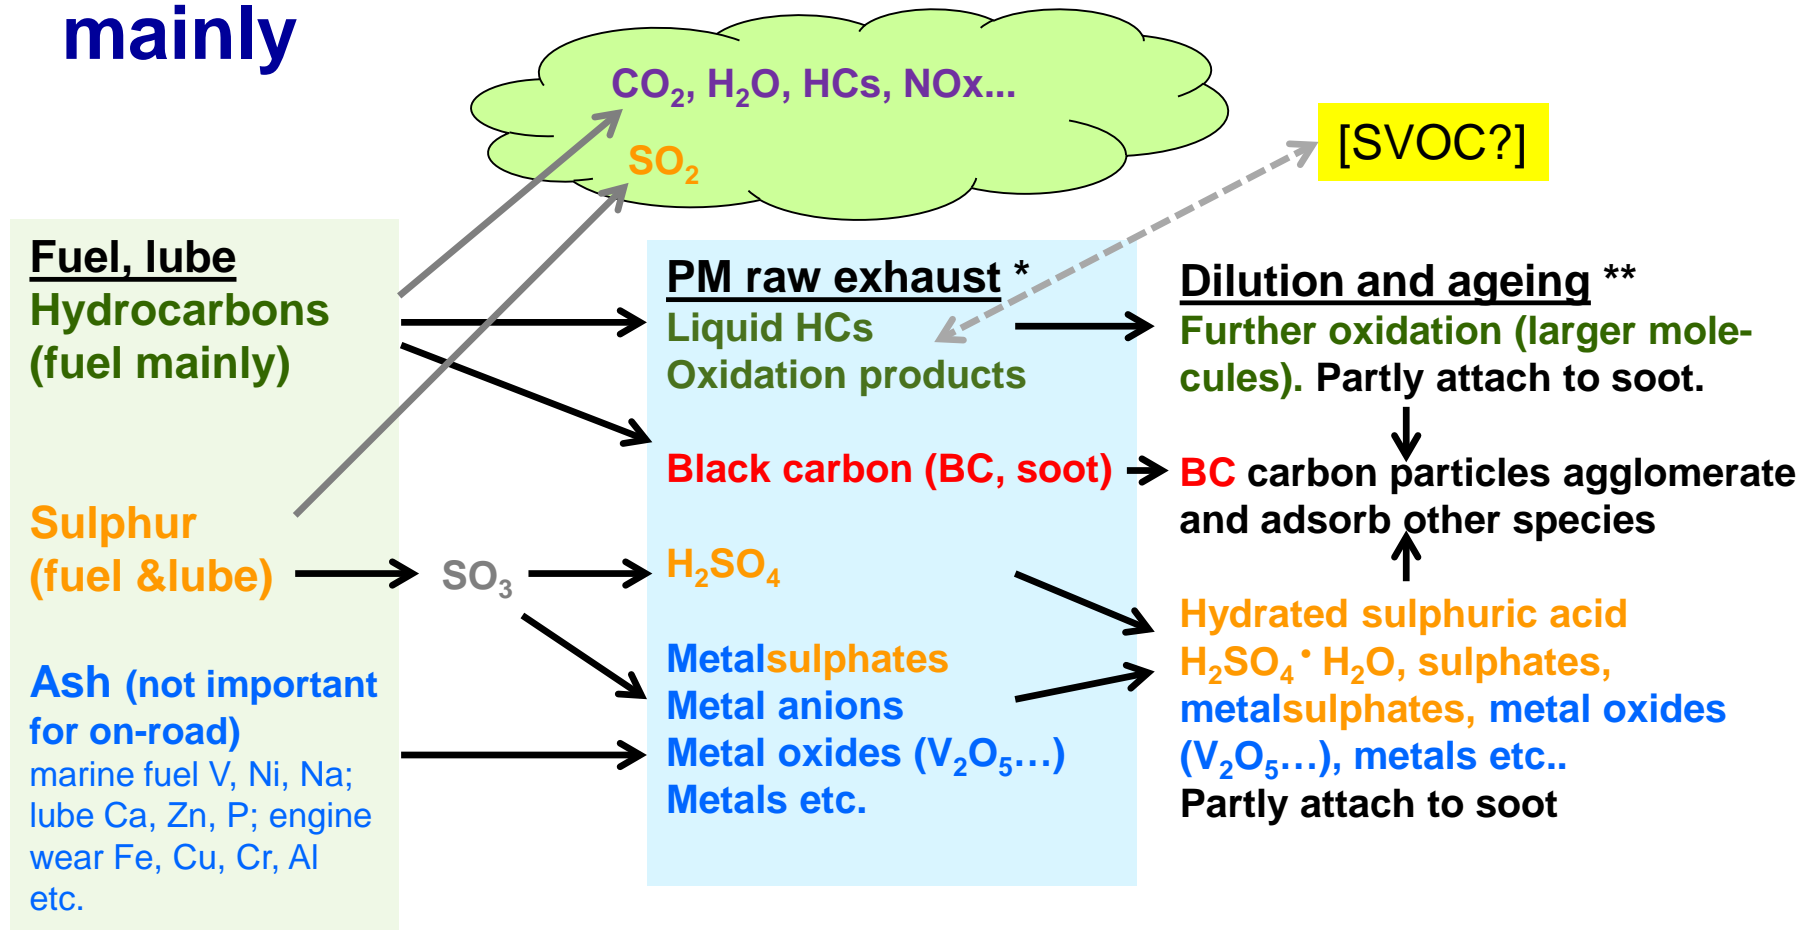 mainly
CO₂, H₂O, HCs, NOx...
SO₂
[SVOC?]
Fuel, lube
Hydrocarbons
(fuel mainly)
Sulphur
(fuel &lube)
Ash (not important
for on-road)
marine fuel V, Ni, Na;
lube Ca, Zn, P; engine
wear Fe, Cu, Cr, Al
etc.
SO₃
PM raw exhaust *
Liquid HCs
Oxidation products
Black carbon (BC, soot)
H₂SO₄
Metalsulphates
Metal anions
Metal oxides (V₂O₅…)
Metals etc.
Dilution and ageing **
Further oxidation (larger mole-
cules). Partly attach to soot.
BC carbon particles agglomerate
and adsorb other species
Hydrated sulphuric acid
H₂SO₄ • H₂O, sulphates,
metalsulphates, metal oxides
(V₂O₅…), metals etc..
Partly attach to soot